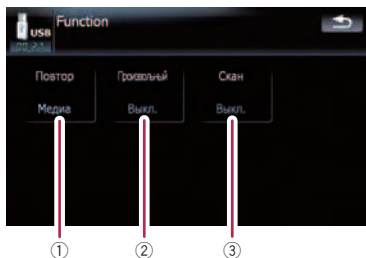 USB
Function
Повтор Произвольный Скан
Медиа Выкл. Выкл.
① ② ③